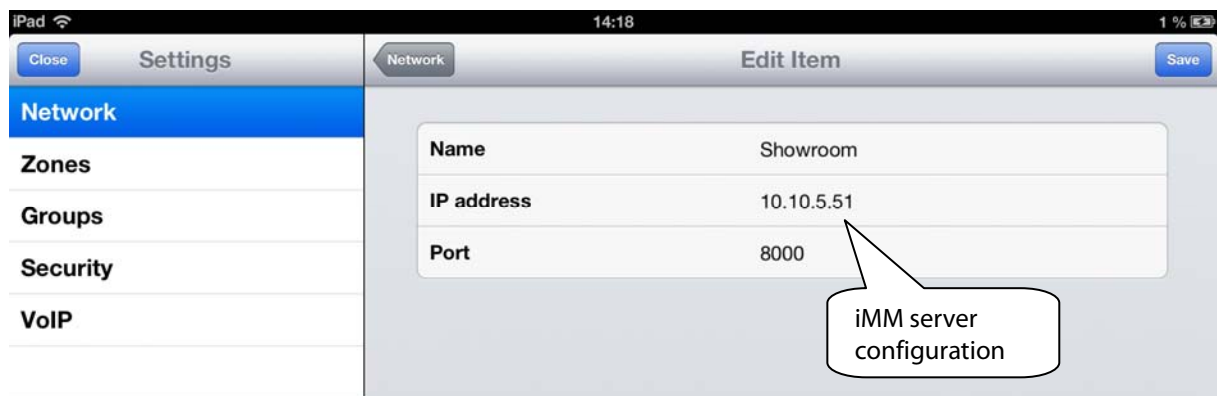 iPad 14:18 1 %
Close Settings Network Edit Item Save
Network
Zones
Groups
Security
VoIP
Name Showroom
IP address 10.10.5.51
Port 8000
iMM server
configuration